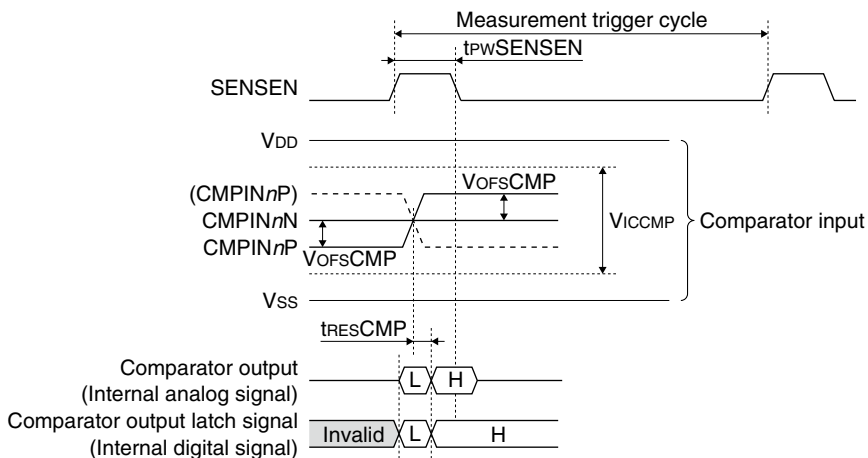 Measurement trigger cycle
tPWSENSEN
SENSEN
VDD
(CMPINnP)
VOFSCMP
CMPINnN
VICCMP
Comparator input
CMPINnP
VOFSCMP
VSS
tRESCMP
Comparator output
(Internal analog signal)
L
H
Comparator output latch signal
(Internal digital signal)
Invalid
L
H